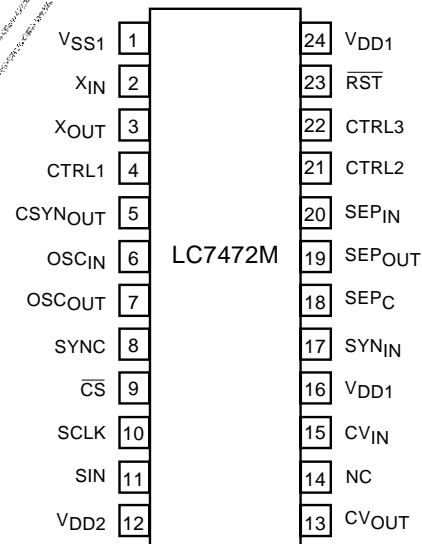 VSS1 1 24 VDD1
XIN 2 23 RST
XOUT 3 22 CTRL3
CTRL1 4 21 CTRL2
CSYNOUT 5 20 SEPIN
OSCIN 6 LC7472M 19 SEPOUT
OSCOUT 7 18 SEPC
SYNC 8 17 SYNIN
CS 9 16 VDD1
SCLK 10 15 CVIN
SIN 11 14 NC
VDD2 12 13 CVOUT